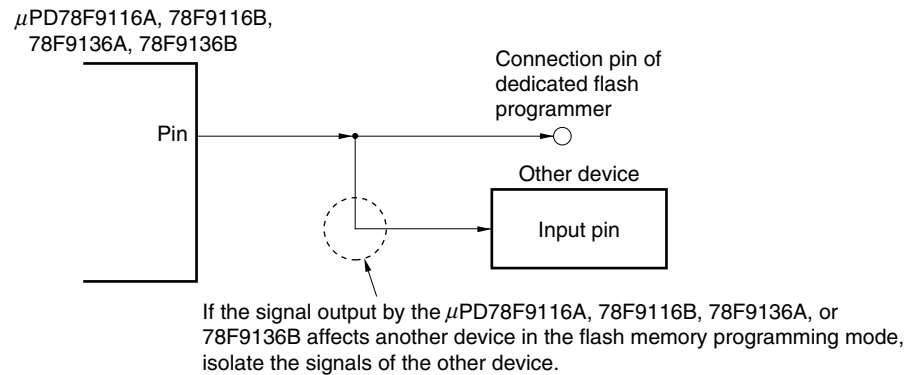 μPD78F9116A, 78F9116B,
78F9136A, 78F9136B
Connection pin of
dedicated flash
programmer
Pin
Other device
Input pin
If the signal output by the μPD78F9116A, 78F9116B, 78F9136A, or
78F9136B affects another device in the flash memory programming mode,
isolate the signals of the other device.